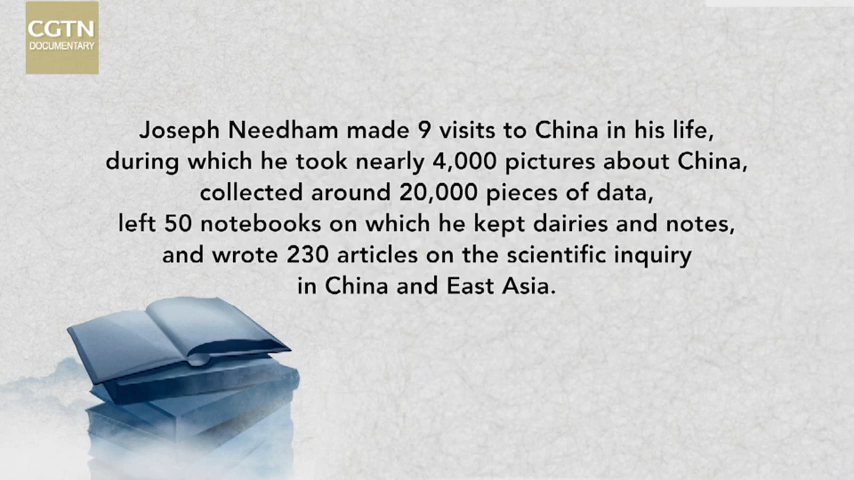 CGTN
DOCUMENTARY
Joseph Needham made 9 visits to China in his life,
during which he took nearly 4,000 pictures about China,
collected around 20,000 pieces of data,
left 50 notebooks on which he kept dairies and notes,
and wrote 230 articles on the scientific inquiry
in China and East Asia.